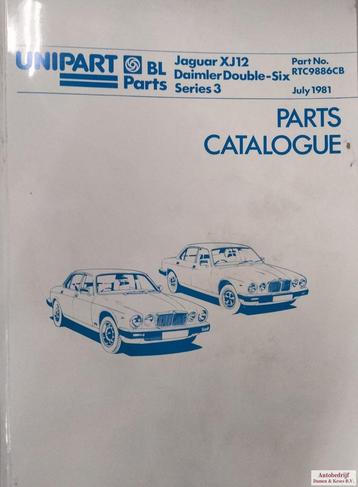 UNIPART BL Parts
Jaguar XJ12
Daimler Double-Six
Series 3
Part No.
RTC9886CB
July 1981
PARTS
CATALOGUE
Autobedrijf
Damen & Kroes B.V.